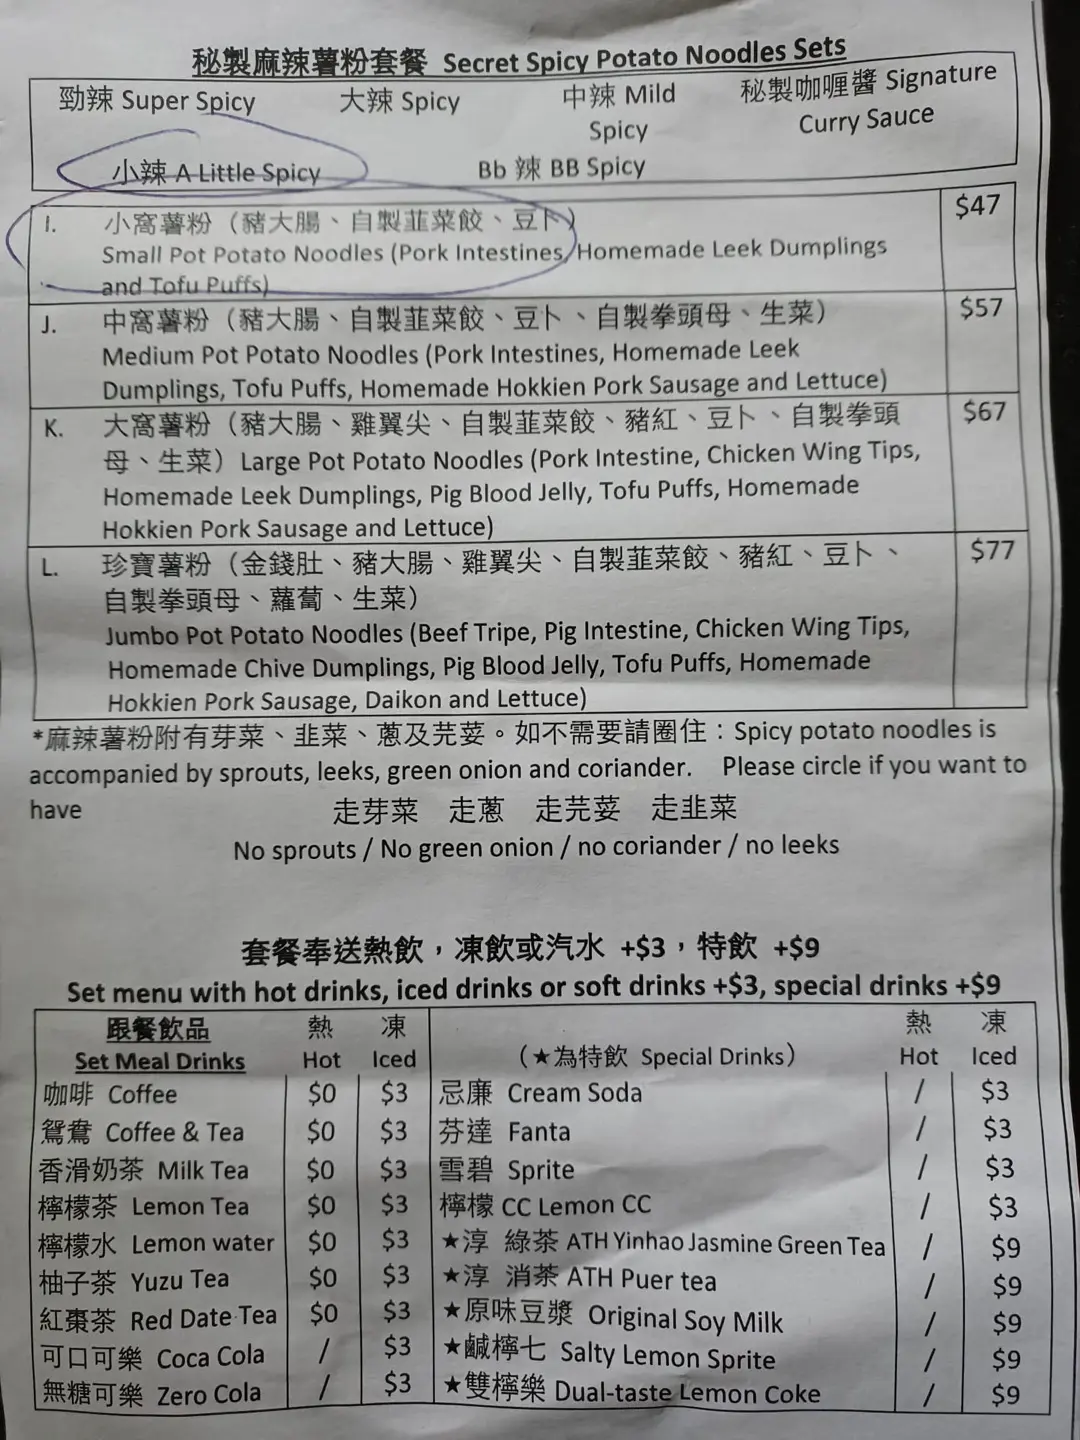 秘製麻辣薯粉套餐 Secret Spicy Potato Noodles Sets
勁辣 Super Spicy 大辣 Spicy 中辣 Mild Spicy 秘製咖喱醬 Signature Curry Sauce
小辣 A Little Spicy Bb 辣 BB Spicy
I. 小窩薯粉（豬大腸、自製韮菜餃、豆卜） $47
Small Pot Potato Noodles (Pork Intestines, Homemade Leek Dumplings
and Tofu Puffs)
J. 中窩薯粉（豬大腸、自製韮菜餃、豆卜、自製拳頭母、生菜） $57
Medium Pot Potato Noodles (Pork Intestines, Homemade Leek
Dumplings, Tofu Puffs, Homemade Hokkien Pork Sausage and Lettuce)
K. 大窩薯粉（豬大腸、雞翼尖、自製韮菜餃、豬紅、豆卜、自製拳頭 $67
母、生菜）Large Pot Potato Noodles (Pork Intestine, Chicken Wing Tips,
Homemade Leek Dumplings, Pig Blood Jelly, Tofu Puffs, Homemade
Hokkien Pork Sausage and Lettuce)
L. 珍寶薯粉（金錢肚、豬大腸、雞翼尖、自製韮菜餃、豬紅、豆卜、 $77
自製拳頭母、蘿蔔、生菜）
Jumbo Pot Potato Noodles (Beef Tripe, Pig Intestine, Chicken Wing Tips,
Homemade Chive Dumplings, Pig Blood Jelly, Tofu Puffs, Homemade
Hokkien Pork Sausage, Daikon and Lettuce)
*麻辣薯粉附有芽菜、韭菜、蔥及芫荽。如不需要請圈住：Spicy potato noodles is
accompanied by sprouts, leeks, green onion and coriander. Please circle if you want to
have 走芽菜 走蔥 走芫荽 走韭菜
No sprouts / No green onion / no coriander / no leeks
套餐奉送熱飲，凍飲或汽水 +$3，特飲 +$9
Set menu with hot drinks, iced drinks or soft drinks +$3, special drinks +$9
跟餐飲品 熱 凍 熱 凍
Set Meal Drinks Hot Iced （★為特飲 Special Drinks） Hot Iced
咖啡 Coffee $0 $3 忌廉 Cream Soda / $3
鴛鴦 Coffee & Tea $0 $3 芬達 Fanta / $3
香滑奶茶 Milk Tea $0 $3 雪碧 Sprite / $3
檸檬茶 Lemon Tea $0 $3 檸檬 CC Lemon CC / $3
檸檬水 Lemon water $0 $3 ★淳 綠茶 ATH Yinhao Jasmine Green Tea / $9
柚子茶 Yuzu Tea $0 $3 ★淳 消茶 ATH Puer tea / $9
紅棗茶 Red Date Tea $0 $3 ★原味豆漿 Original Soy Milk / $9
可口可樂 Coca Cola / $3 ★鹹檸七 Salty Lemon Sprite / $9
無糖可樂 Zero Cola / $3 ★雙檸樂 Dual-taste Lemon Coke / $9